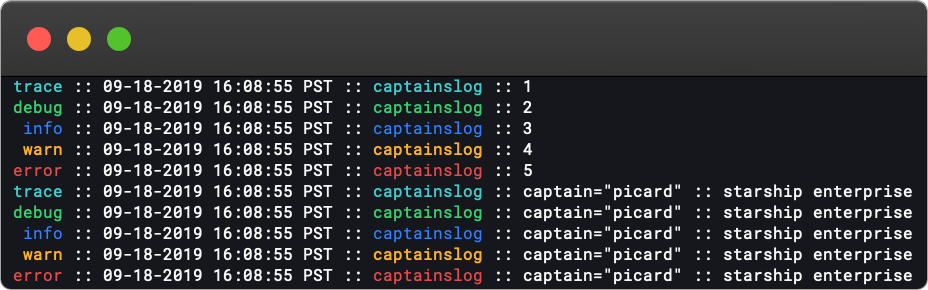 trace :: 09-18-2019 16:08:55 PST :: captainslog :: 1
debug :: 09-18-2019 16:08:55 PST :: captainslog :: 2
info :: 09-18-2019 16:08:55 PST :: captainslog :: 3
warn :: 09-18-2019 16:08:55 PST :: captainslog :: 4
error :: 09-18-2019 16:08:55 PST :: captainslog :: 5
trace :: 09-18-2019 16:08:55 PST :: captainslog :: captain="picard" :: starship enterprise
debug :: 09-18-2019 16:08:55 PST :: captainslog :: captain="picard" :: starship enterprise
info :: 09-18-2019 16:08:55 PST :: captainslog :: captain="picard" :: starship enterprise
warn :: 09-18-2019 16:08:55 PST :: captainslog :: captain="picard" :: starship enterprise
error :: 09-18-2019 16:08:55 PST :: captainslog :: captain="picard" :: starship enterprise